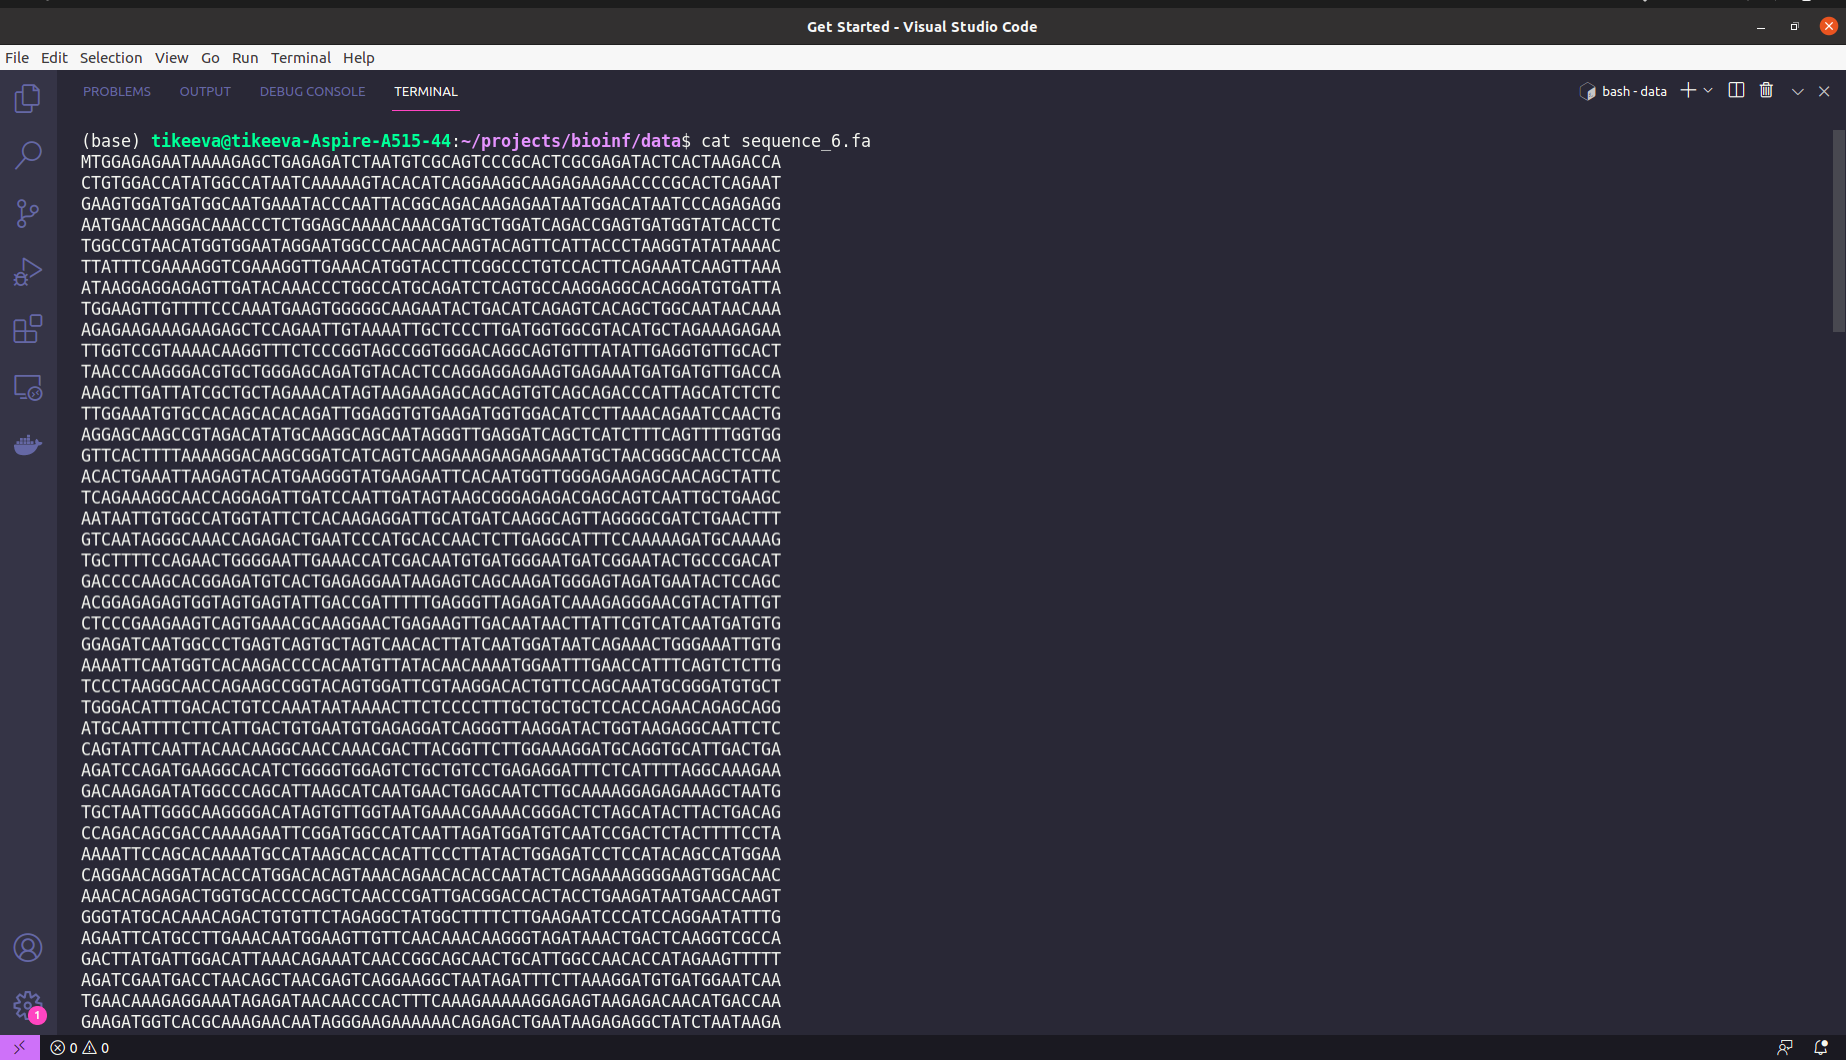 Get Started - Visual Studio Code
File Edit Selection View Go Run Terminal Help
PROBLEMS OUTPUT DEBUG CONSOLE TERMINAL
bash - data
(base) tikeeva@tikeeva-Aspire-A515-44:~/projects/bioinf/data$ cat sequence_6.fa
MTGGAGAGAATAAAAGAGCTGAGAGATCTAATGTCGCAGTCCCGCACTCGCGAGATACTCACTAAGACCA
CTGTGGACCATATGGCCATAATCAAAAAGTACACATCAGGAAGGCAAGAGAAGAACCCCGCACTCAGAAT
GAAGTGGATGATGGCAATGAAATACCCAATTACGGCAGACAAGAGAATAATGGACATAATCCCAGAGAGG
AATGAACAAGGACAAACCCTCTGGAGCAAAACAAACGATGCTGGATCAGACCGAGTGATGGTATCACCTC
TGGCCGTAACATGGTGGAATAGGAATGGCCCAACAACAAGTACAGTTCATTACCCTAAGGTATATAAAAC
TTATTTCGAAAAGGTCGAAAGGTTGAAACATGGTACCTTCGGCCCTGTCCACTTCAGAAATCAAGTTAAA
ATAAGGAGGAGAGTTGATACAAACCCTGGCCATGCAGATCTCAGTGCCAAGGAGGCACAGGATGTGATTA
TGGAAGTTGTTTTCCCAAATGAAGTGGGGGCAAGAATACTGACATCAGAGTCACAGCTGGCAATAACAAA
AGAGAAGAAAGAAGAGCTCCAGAATTGTAAAATTGCTCCCTTGATGGTGGCGTACATGCTAGAAAGAGAA
TTGGTCCGTAAAACAAGGTTTCTCCCGGTAGCCGGTGGGACAGGCAGTGTTTATATTGAGGTGTTGCACT
TAACCCAAGGGACGTGCTGGGAGCAGATGTACACTCCAGGAGGAGAAGTGAGAAATGATGATGTTGACCA
AAGCTTGATTATCGCTGCTAGAAACATAGTAAGAAGAGCAGCAGTGTCAGCAGACCCATTAGCATCTCTC
TTGGAAATGTGCCACAGCACACAGATTGGAGGTGTGAAGATGGTGGACATCCTTAAACAGAATCCAACTG
AGGAGCAAGCCGTAGACATATGCAAGGCAGCAATAGGGTTGAGGATCAGCTCATCTTTCAGTTTTGGTGG
GTTCACTTTTAAAAGGACAAGCGGATCATCAGTCAAGAAAGAAGAAGAAATGCTAACGGGCAACCTCCAA
ACACTGAAATTAAGAGTACATGAAGGGTATGAAGAATTCACAATGGTTGGGAGAAGAGCAACAGCTATTC
TCAGAAAGGCAACCAGGAGATTGATCCAATTGATAGTAAGCGGGAGAGACGAGCAGTCAATTGCTGAAGC
AATAATTGTGGCCATGGTATTCTCACAAGAGGATTGCATGATCAAGGCAGTTAGGGGCGATCTGAACTTT
GTCAATAGGGCAAACCAGAGACTGAATCCCATGCACCAACTCTTGAGGCATTTCCAAAAAGATGCAAAAG
TGCTTTTCCAGAACTGGGGAATTGAAACCATCGACAATGTGATGGGAATGATCGGAATACTGCCCGACAT
GACCCCAAGCACGGAGATGTCACTGAGAGGAATAAGAGTCAGCAAGATGGGAGTAGATGAATACTCCAGC
ACGGAGAGAGTGGTAGTGAGTATTGACCGATTTTTGAGGGTTAGAGATCAAAGAGGGAACGTACTATTGT
CTCCCGAAGAAGTCAGTGAAACGCAAGGAACTGAGAAGTTGACAATAACTTATTCGTCATCAATGATGTG
GGAGATCAATGGCCCTGAGTCAGTGCTAGTCAACACTTATCAATGGATAATCAGAAACTGGGAAATTGTG
AAAATTCAATGGTCACAAGACCCCACAATGTTATACAACAAAATGGAATTTGAACCATTTCAGTCTCTTG
TCCCTAAGGCAACCAGAAGCCGGTACAGTGGATTCGTAAGGACACTGTTCCAGCAAATGCGGGATGTGCT
TGGGACATTTGACACTGTCCAAATAATAAAACTTCTCCCCTTTGCTGCTGCTCCACCAGAACAGAGCAGG
ATGCAATTTTCTTCATTGACTGTGAATGTGAGAGGATCAGGGTTAAGGATACTGGTAAGAGGCAATTCTC
CAGTATTCAATTACAACAAGGCAACCAAACGACTTACGGTTCTTGGAAAGGATGCAGGTGCATTGACTGA
AGATCCAGATGAAGGCACATCTGGGGTGGAGTCTGCTGTCCTGAGAGGATTTCTCATTTTAGGCAAAGAA
GACAAGAGATATGGCCCAGCATTAAGCATCAATGAACTGAGCAATCTTGCAAAAGGAGAGAAAGCTAATG
TGCTAATTGGGCAAGGGGACATAGTGTTGGTAATGAAACGAAAACGGGACTCTAGCATACTTACTGACAG
CCAGACAGCGACCAAAAGAATTCGGATGGCCATCAATTAGATGGATGTCAATCCGACTCTACTTTTCCTA
AAAATTCCAGCACAAAATGCCATAAGCACCACATTCCCTTATACTGGAGATCCTCCATACAGCCATGGAA
CAGGAACAGGATACACCATGGACACAGTAAACAGAACACACCAATACTCAGAAAAGGGGAAGTGGACAAC
AAACACAGAGACTGGTGCACCCCAGCTCAACCCGATTGACGGACCACTACCTGAAGATAATGAACCAAGT
GGGTATGCACAAACAGACTGTGTTCTAGAGGCTATGGCTTTTCTTGAAGAATCCCATCCAGGAATATTTG
AGAATTCATGCCTTGAAACAATGGAAGTTGTTCAACAAACAAGGGTAGATAAACTGACTCAAGGTCGCCA
GACTTATGATTGGACATTAAACAGAAATCAACCGGCAGCAACTGCATTGGCCAACACCATAGAAGTTTTT
AGATCGAATGACCTAACAGCTAACGAGTCAGGAAGGCTAATAGATTTCTTAAAGGATGTGATGGAATCAA
TGAACAAAGAGGAAATAGAGATAACAACCCACTTTCAAAGAAAAAGGAGAGTAAGAGACAACATGACCAA
GAAGATGGTCACGCAAAGAACAATAGGGAAGAAAAAACAGAGACTGAATAAGAGAGGCTATCTAATAAGA
1
0 0